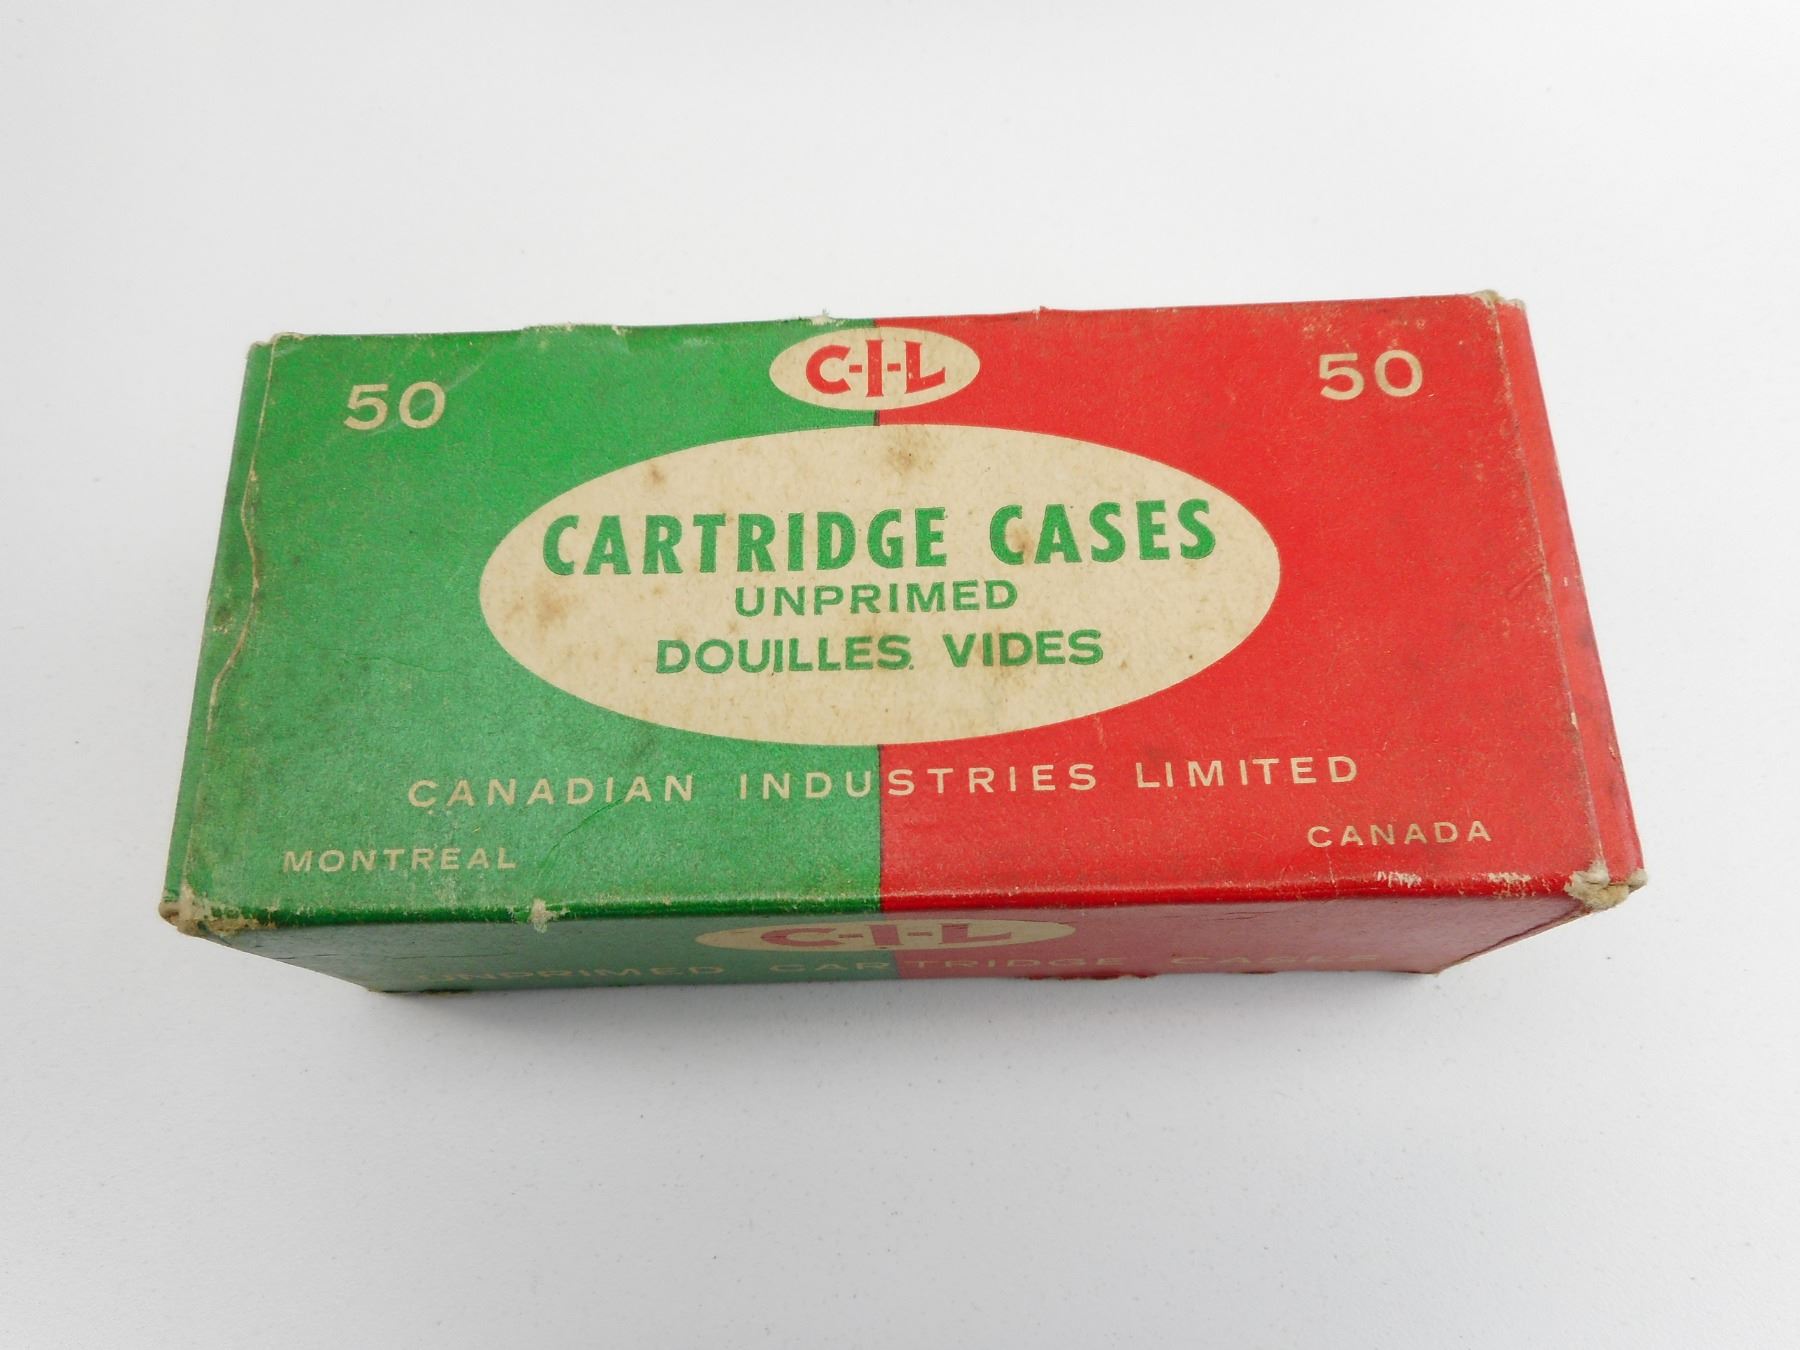 50 C-I-L 50
CARTRIDGE CASES
UNPRIMED
DOUILLES VIDES
CANADIAN INDUSTRIES LIMITED
MONTREAL CANADA
C-I-L
UNPRIMED CARTRIDGE CASES